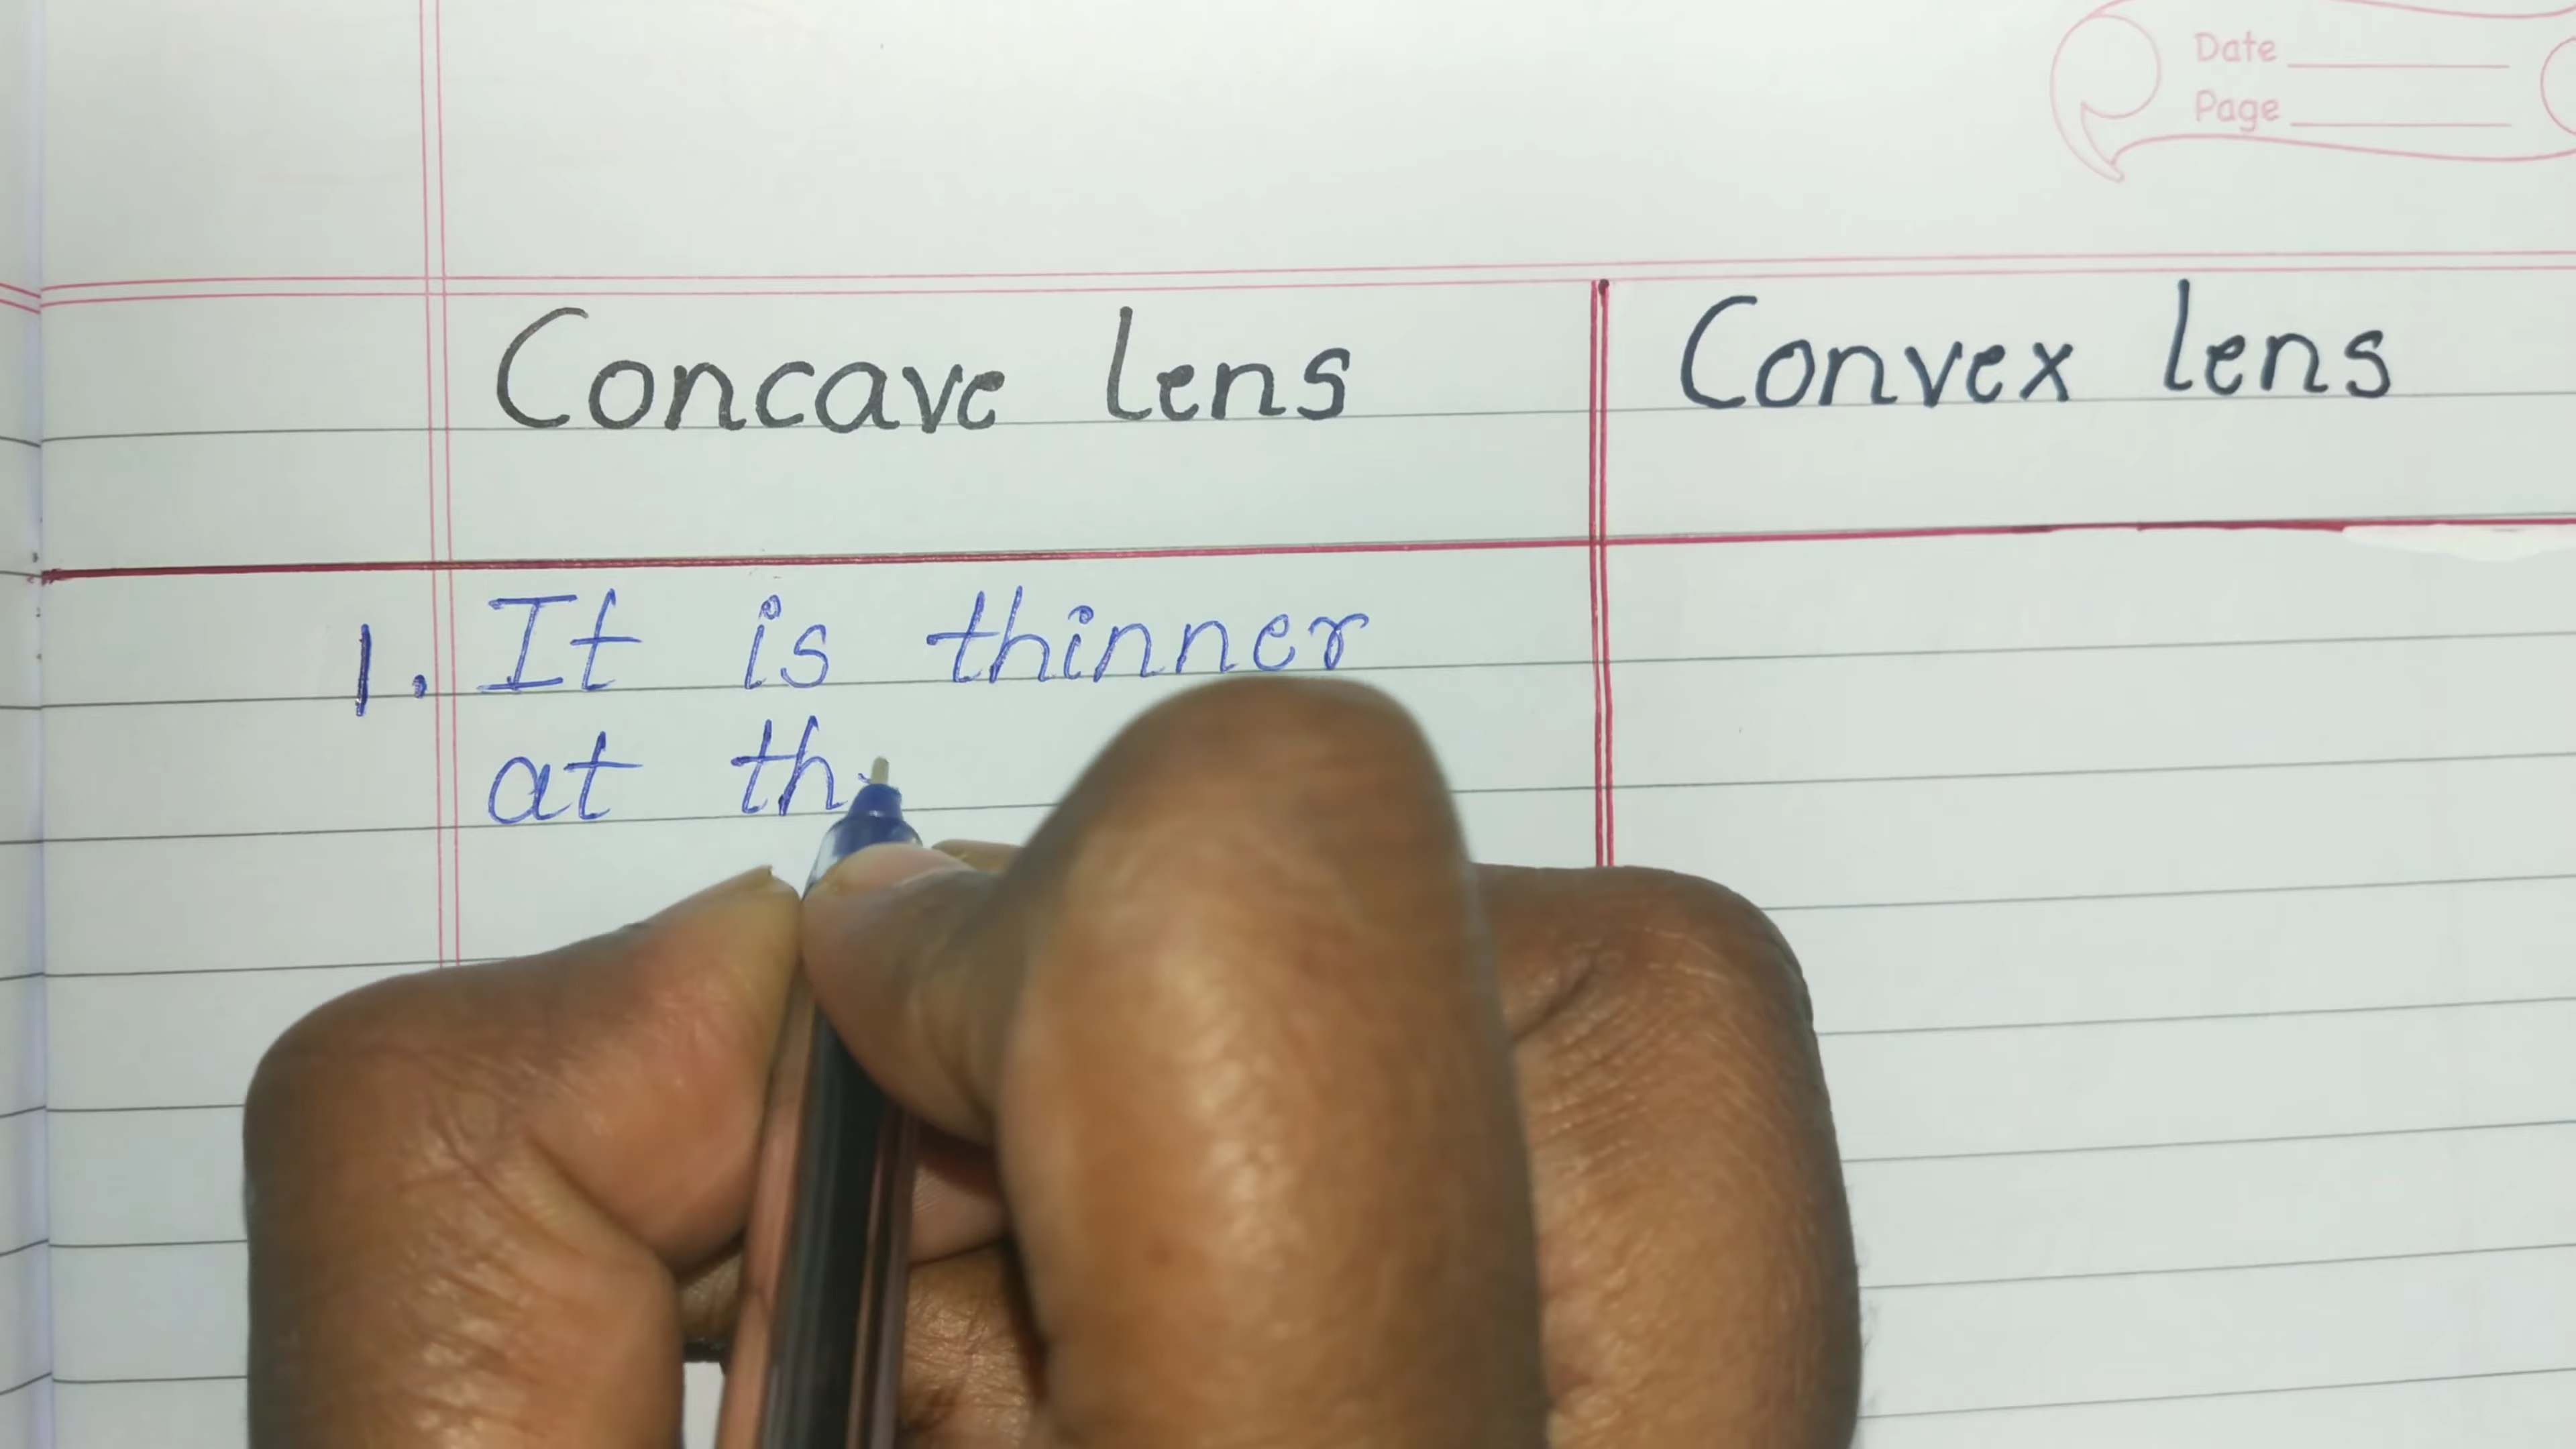 Date
Page
Concave lens
Convex lens
1. It is thinner
at th